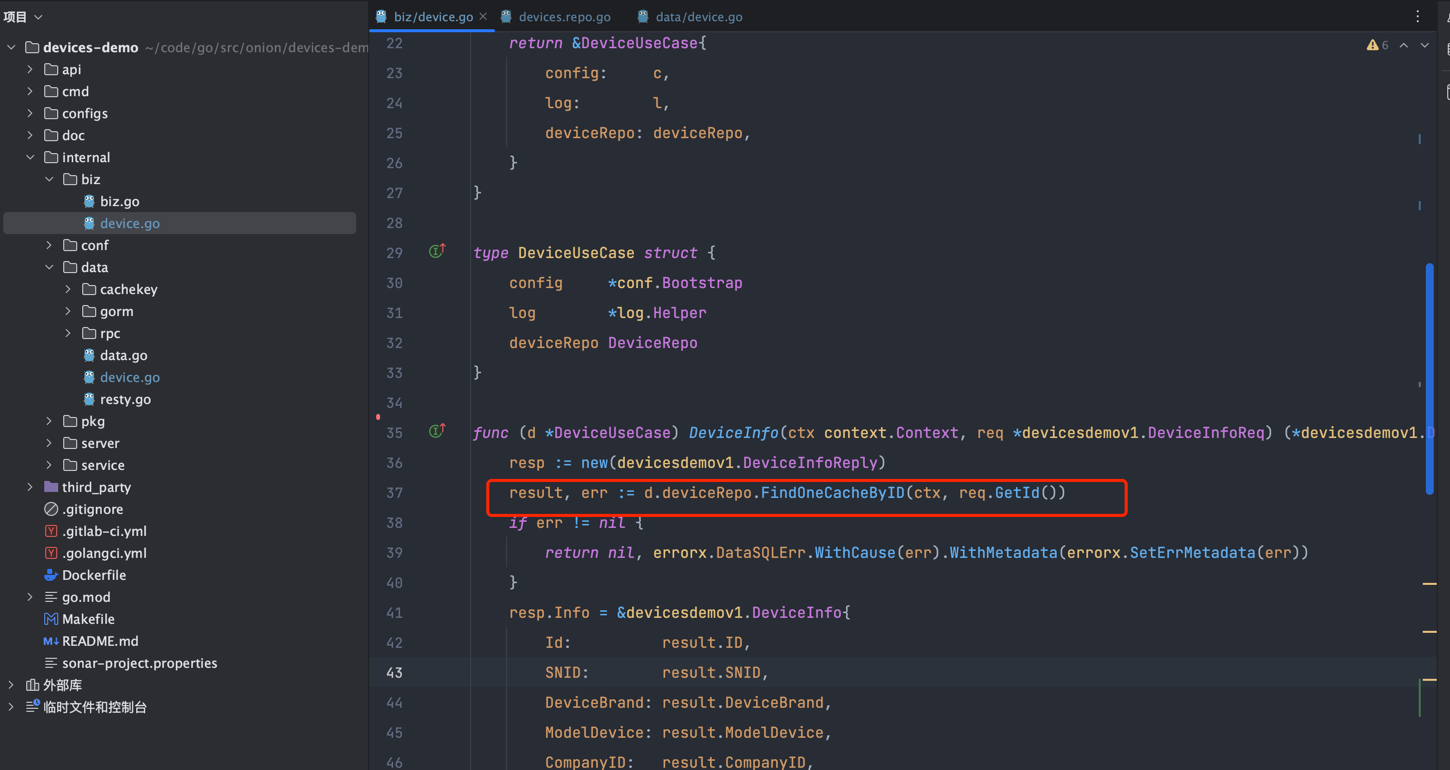 项目
devices-demo ~/code/go/src/onion/devices-dem
api
cmd
configs
doc
internal
biz
biz.go
device.go
conf
data
cachekey
gorm
rpc
data.go
device.go
resty.go
pkg
server
service
third_party
.gitignore
.gitlab-ci.yml
.golangci.yml
Dockerfile
go.mod
Makefile
README.md
sonar-project.properties
外部库
临时文件和控制台
biz/device.go devices.repo.go data/device.go
6
22 return &DeviceUseCase{
23 config: c,
24 log: l,
25 deviceRepo: deviceRepo,
26 }
27 }
28
29 type DeviceUseCase struct {
30 config *conf.Bootstrap
31 log *log.Helper
32 deviceRepo DeviceRepo
33 }
34
35 func (d *DeviceUseCase) DeviceInfo(ctx context.Context, req *devicesdemov1.DeviceInfoReq) (*devicesdemov1.D
36 resp := new(devicesdemov1.DeviceInfoReply)
37 result, err := d.deviceRepo.FindOneCacheByID(ctx, req.GetId())
38 if err != nil {
39 return nil, errorx.DataSQLErr.WithCause(err).WithMetadata(errorx.SetErrMetadata(err))
40 }
41 resp.Info = &devicesdemov1.DeviceInfo{
42 Id: result.ID,
43 SNID: result.SNID,
44 DeviceBrand: result.DeviceBrand,
45 ModelDevice: result.ModelDevice,
46 CompanyID: result.CompanyID,